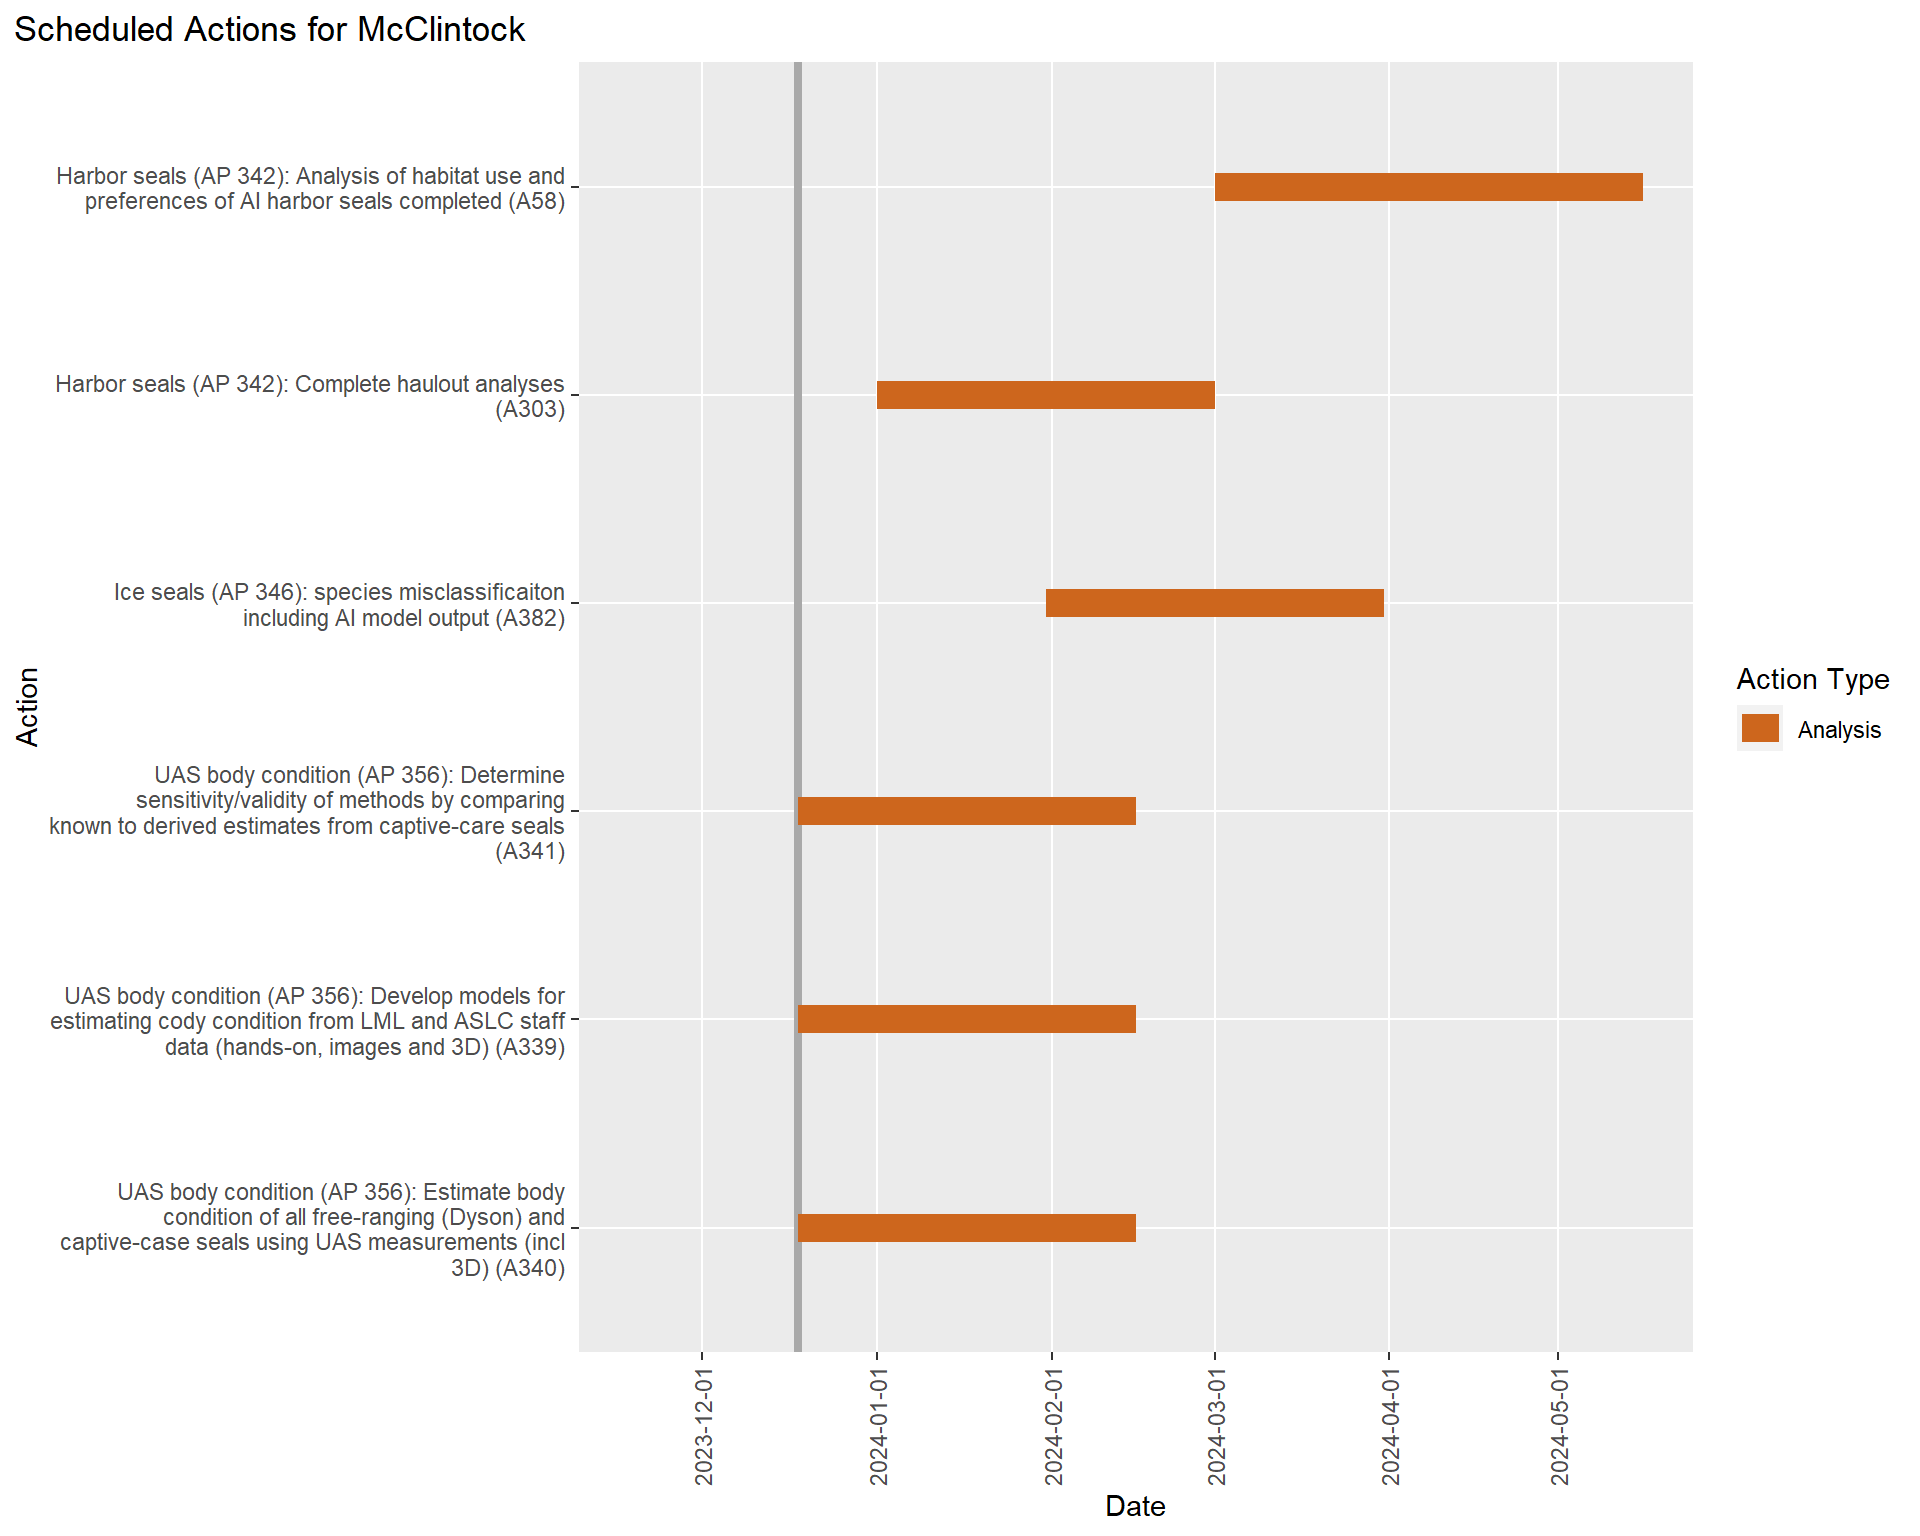 Scheduled Actions for McClintock
Harbor seals (AP 342): Analysis of habitat use and
preferences of AI harbor seals completed (A58)
Harbor seals (AP 342): Complete haulout analyses
(A303)
Ice seals (AP 346): species misclassificaiton
including AI model output (A382)
UAS body condition (AP 356): Determine
sensitivity/validity of methods by comparing
known to derived estimates from captive-care seals
(A341)
UAS body condition (AP 356): Develop models for
estimating cody condition from LML and ASLC staff
data (hands-on, images and 3D) (A339)
UAS body condition (AP 356): Estimate body
condition of all free-ranging (Dyson) and
captive-case seals using UAS measurements (incl
3D) (A340)
Action
2023-12-01
2024-01-01
2024-02-01
2024-03-01
2024-04-01
2024-05-01
Date
Action Type
Analysis